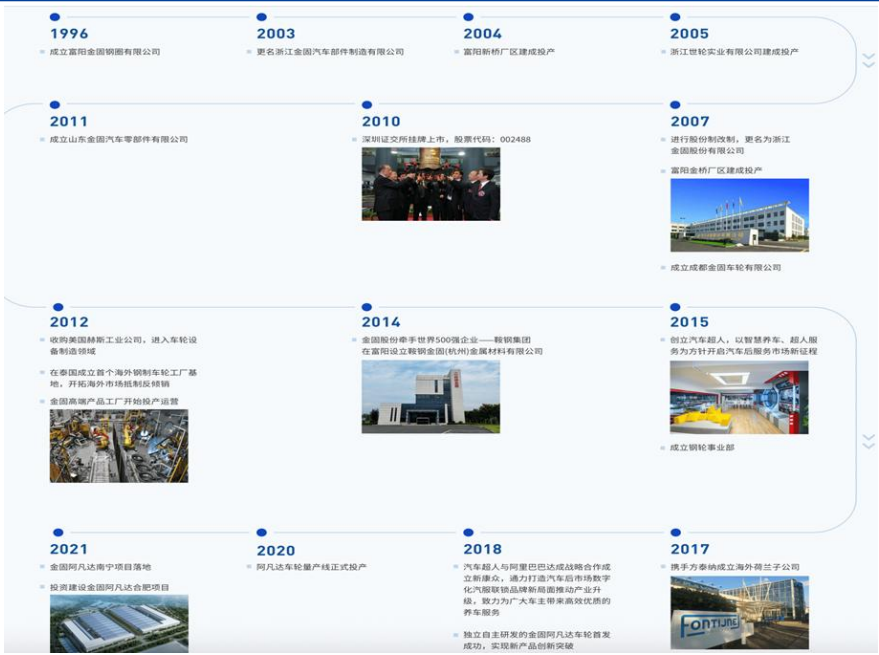 1996
成立富阳金固钢圈有限公司
2003
更名浙江金固汽车部件制造有限公司
2004
富阳新桥厂区建成投产
2005
浙江世轮实业有限公司建成投产
2011
成立山东金固汽车零部件有限公司
2010
深圳证交所挂牌上市，股票代码：002488
2007
进行股份制改制，更名为浙江
金固股份有限公司
富阳金桥厂区建成投产
成立成都金固车轮有限公司
2012
收购美国赫斯工业公司，进入车轮设
备制造领域
在泰国成立首个海外钢制车轮工厂基
地，开拓海外市场抵制反倾销
金固高端产品工厂开始投产运营
2014
金固股份牵手世界500强企业——鞍钢集团
在富阳设立鞍钢金固(杭州)金属材料有限公司
2015
创立汽车超人，以智慧养车、超人服
务为方针开启汽车后服务市场新征程
成立钢轮事业部
2021
金固阿凡达南宁项目落地
投资建设金固阿凡达合肥项目
2020
阿凡达车轮量产线正式投产
2018
汽车超人与阿里巴巴达成战略合作成
立新康众，通力打造汽车后市场数字
化汽服联锁品牌新局面推动产业升
级，致力为广大车主带来高效优质的
养车服务
独立自主研发的金固阿凡达车轮首发
成功，实现新产品创新突破
2017
携手方泰纳成立海外荷兰子公司
FONTIJNE